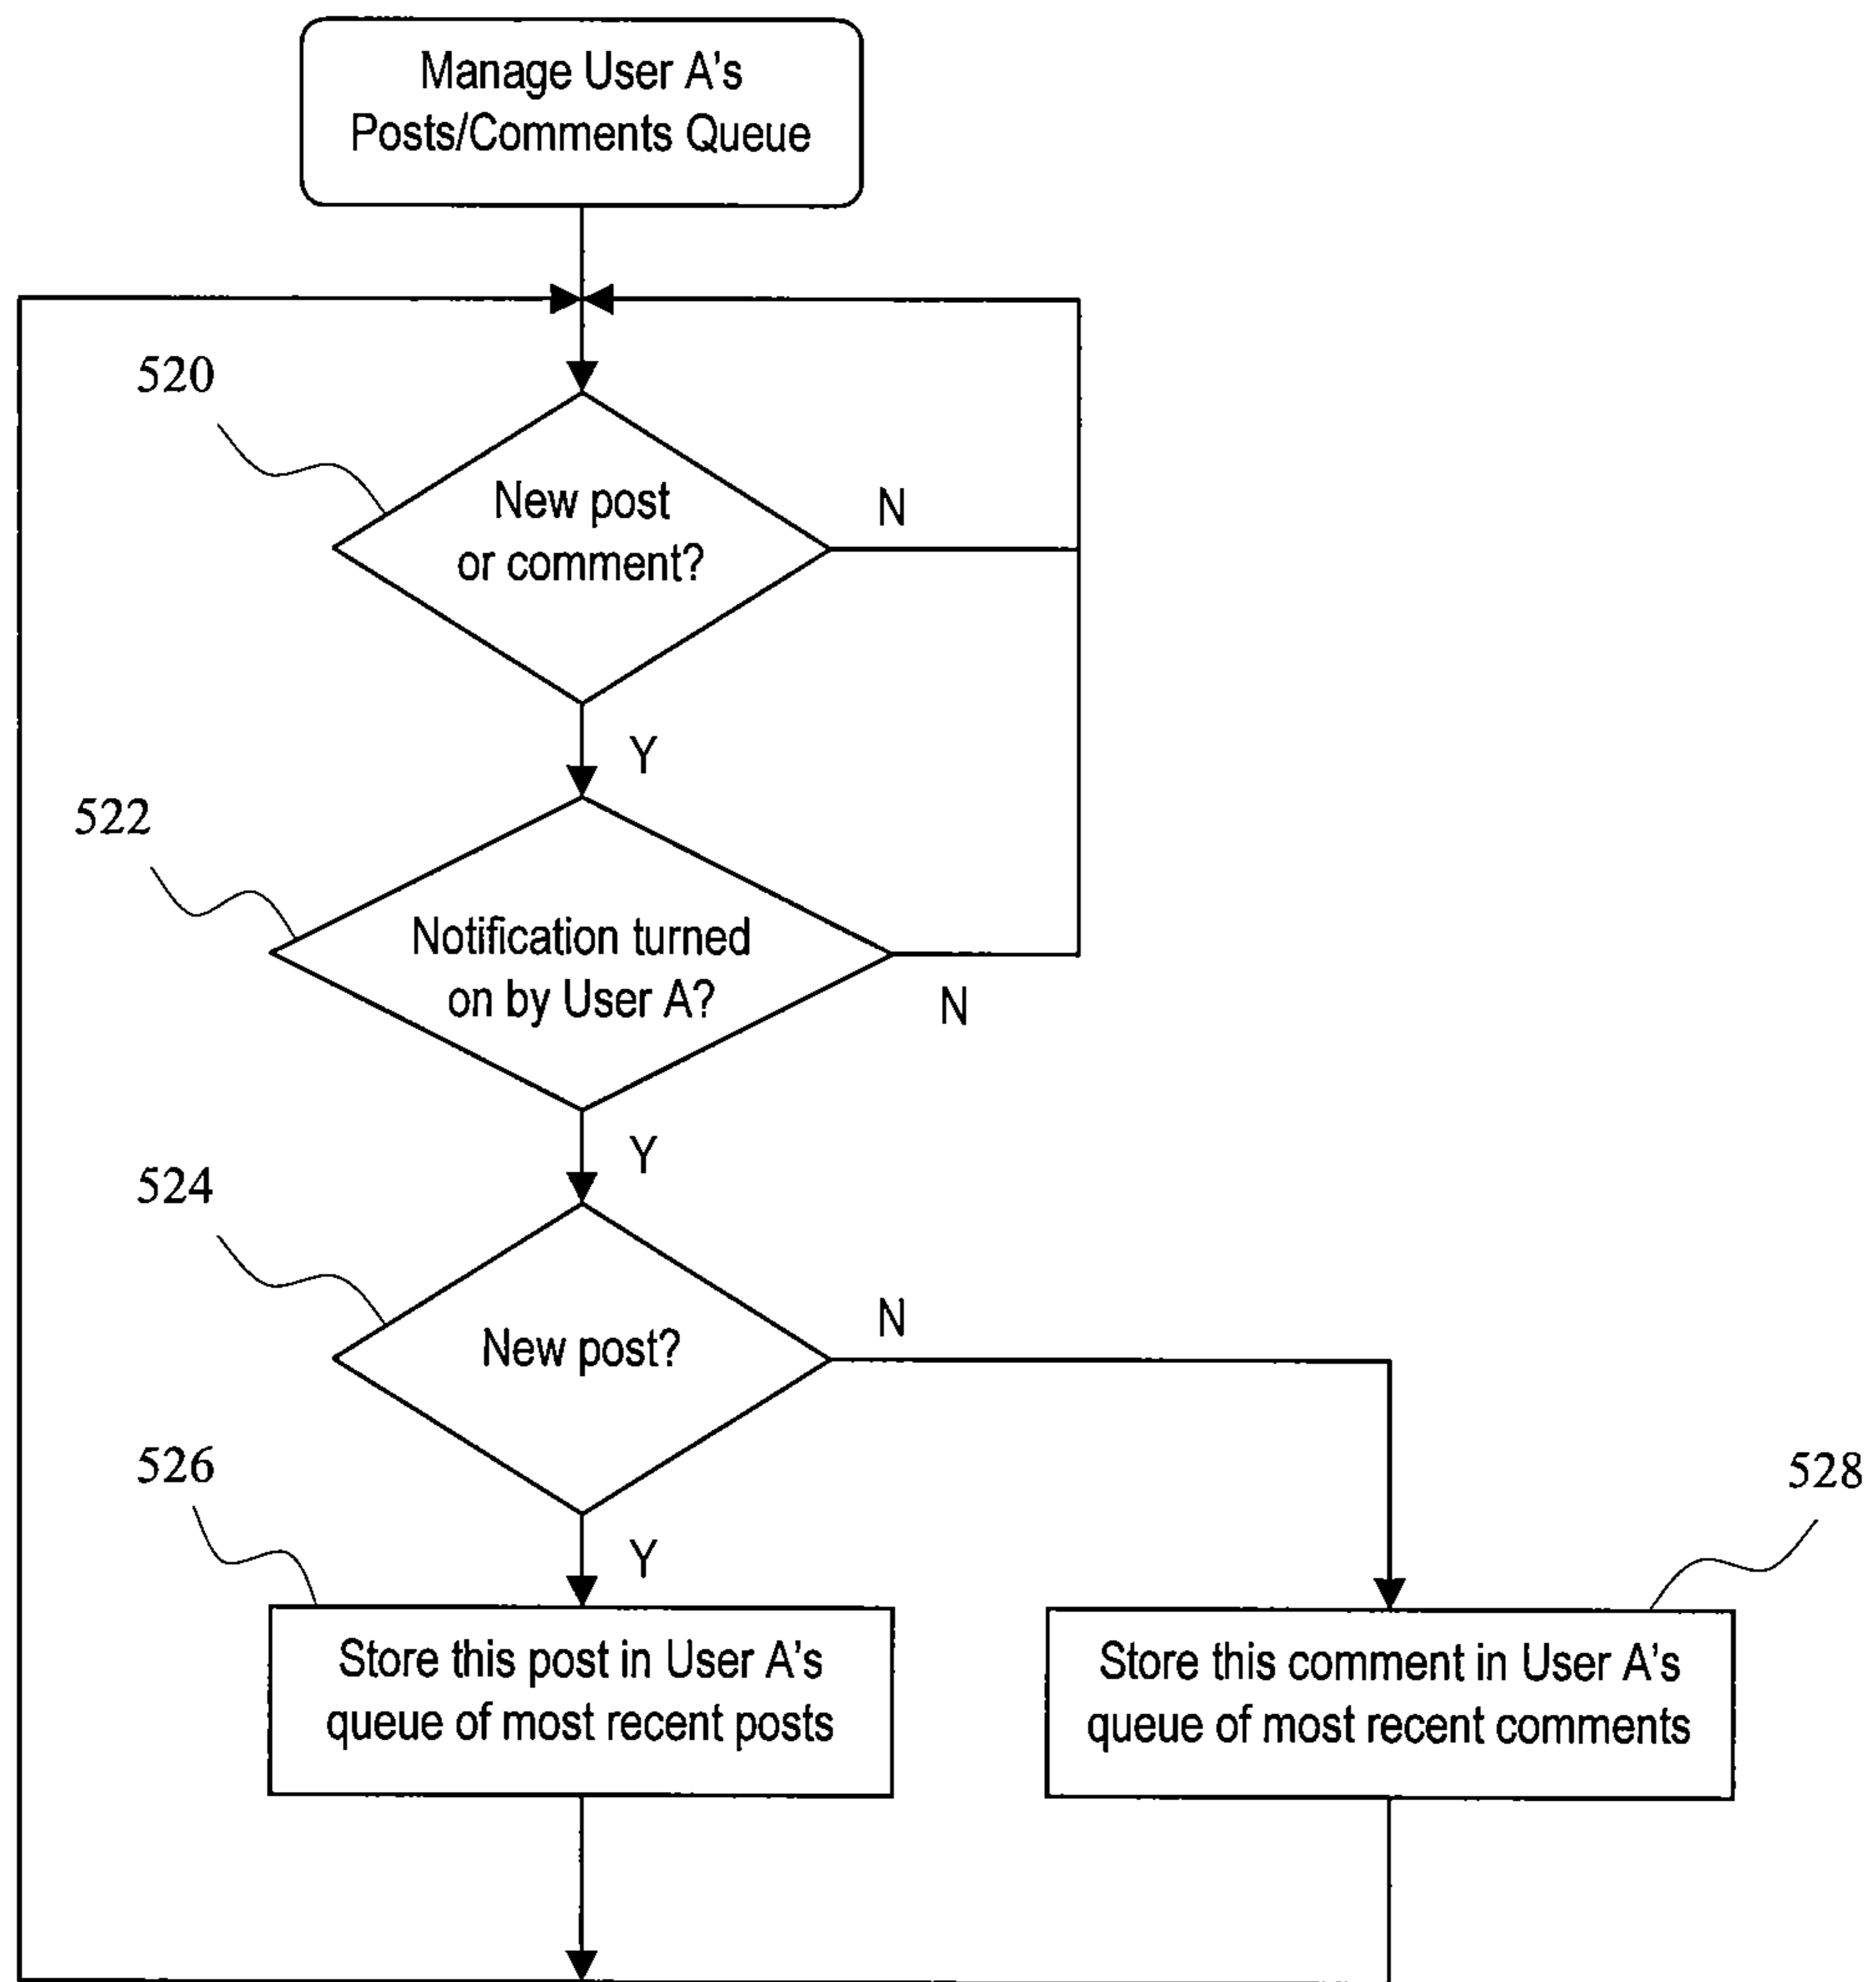 Manage User A's
Posts/Comments Queue
520
New post
or comment?
N
Y
522
Notification turned
on by User A?
N
Y
524
New post?
N
Y
526
528
Store this post in User A's
queue of most recent posts
Store this comment in User A's
queue of most recent comments